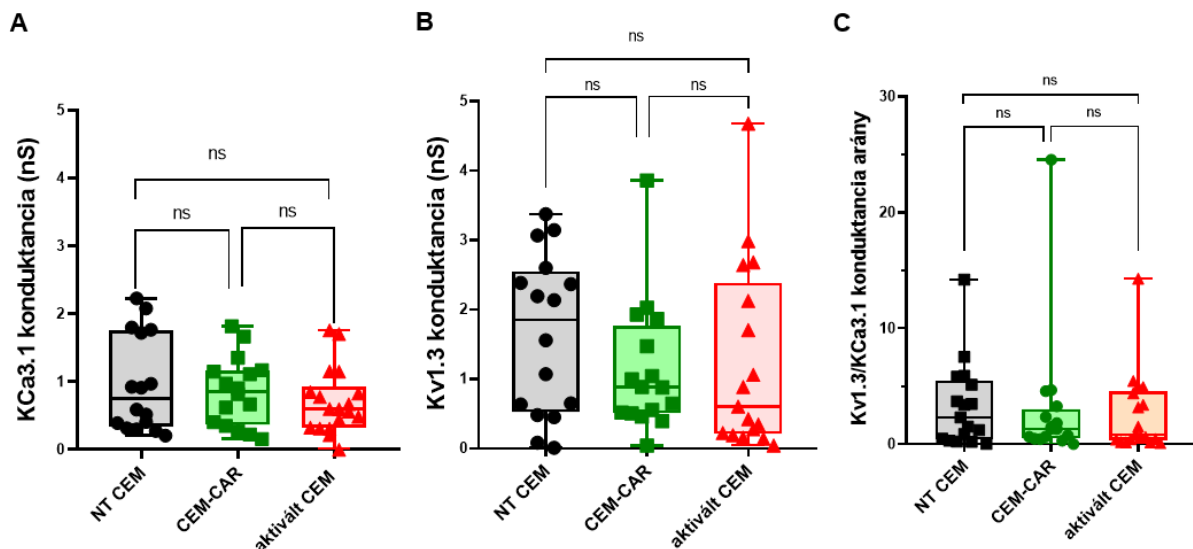 A
KCa3.1 konduktancia (nS)
5
4
3
2
1
0
ns
ns
ns
NT CEM
CEM-CAR
aktivált CEM
B
Kv1.3 konduktancia (nS)
5
4
3
2
1
0
ns
ns
ns
NT CEM
CEM-CAR
aktivált CEM
C
Kv1.3/KCa3.1 konduktancia arány
30
20
10
0
ns
ns
ns
NT CEM
CEM-CAR
aktivált CEM